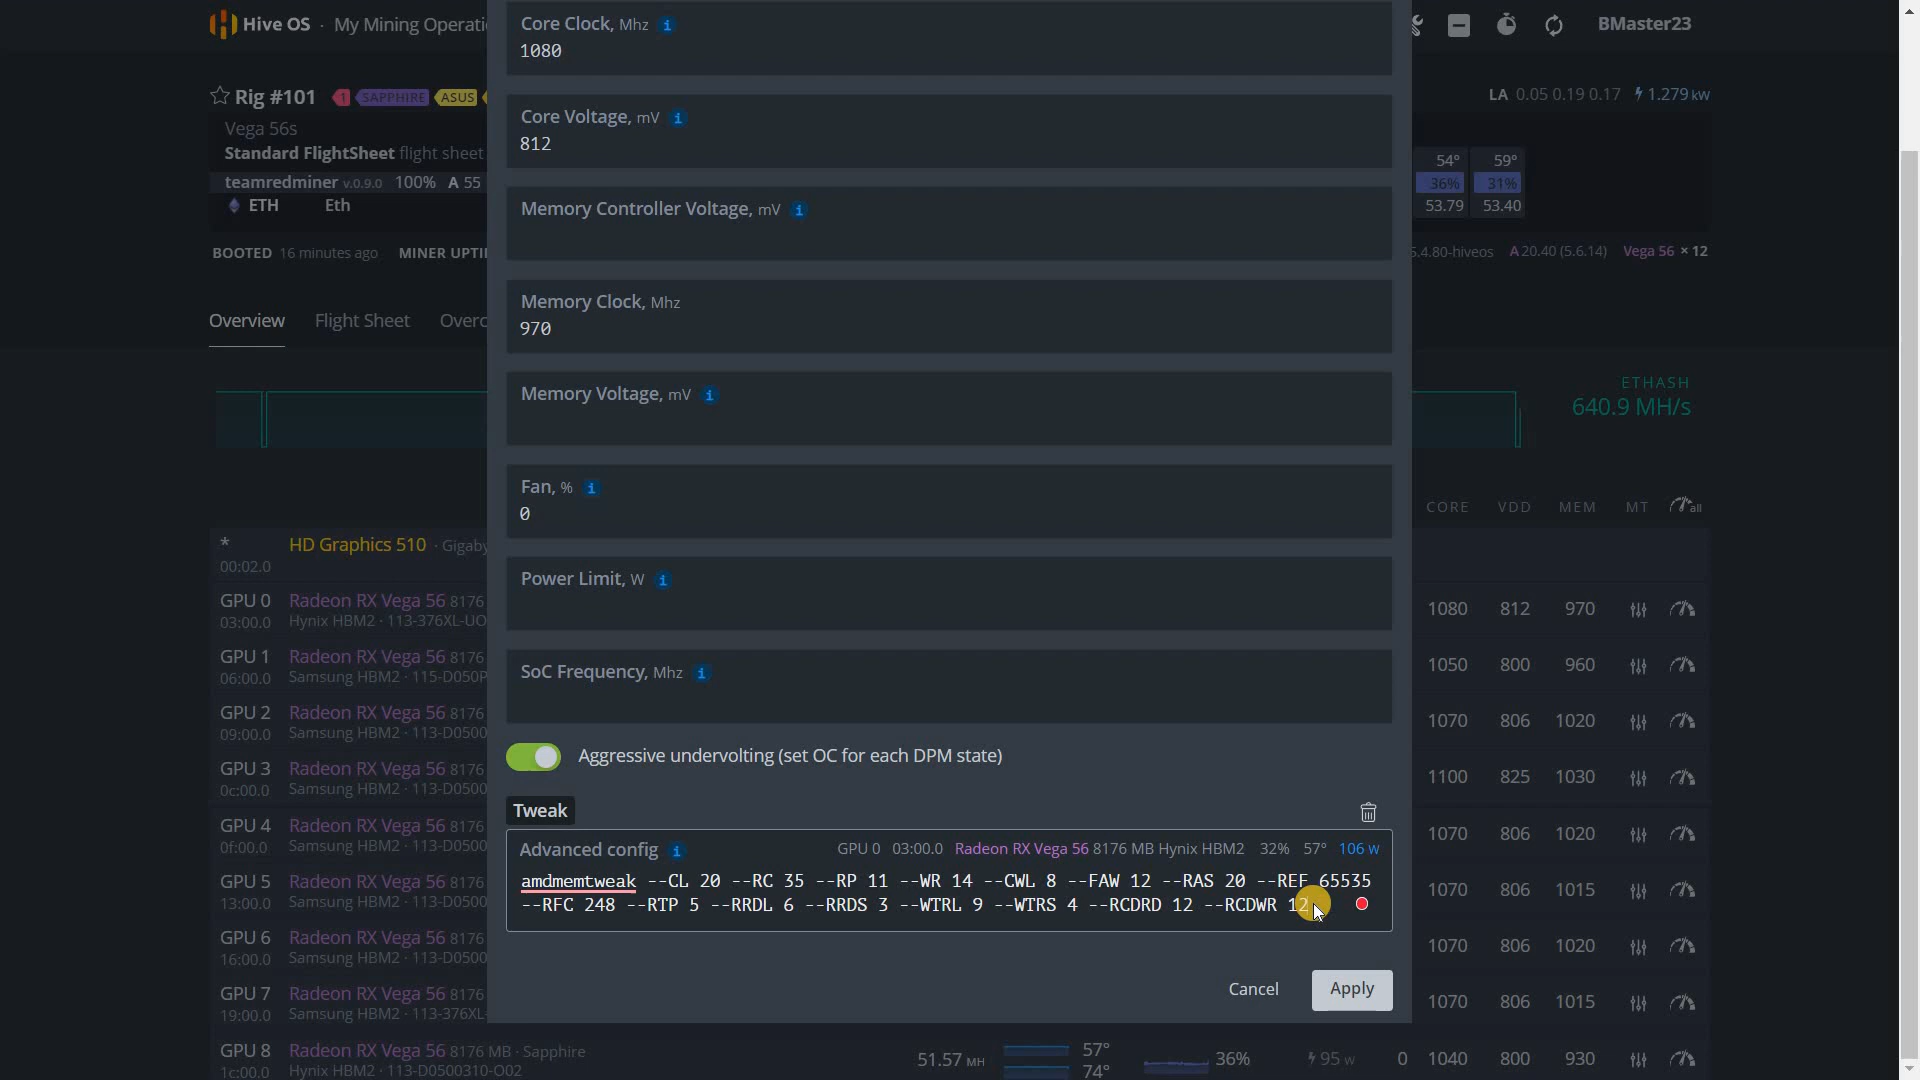 Hive OS · My Mining Operati
BMaster23
Rig #101 1 SAPPHIRE ASUS
LA 0.05 0.19 0.17 1.279 kw
Vega 56s
Standard FlightSheet flight sheet
teamredminer v.0.9.0 100% A 55
ETH Eth
54° 59°
36% 31%
53.79 53.40
BOOTED 16 minutes ago MINER UPTI
5.4.80-hiveos A 20.40 (5.6.14) Vega 56 × 12
Overview Flight Sheet Overc
ETHASH
640.9 MH/s
Core Clock, Mhz i
1080
Core Voltage, mV i
812
Memory Controller Voltage, mV i
Memory Clock, Mhz
970
Memory Voltage, mV i
Fan, % i
0
Power Limit, W i
SoC Frequency, Mhz i
Aggressive undervolting (set OC for each DPM state)
Tweak
Advanced config i GPU 0 03:00.0 Radeon RX Vega 56 8176 MB Hynix HBM2 32% 57° 106 w
amdmemtweak --CL 20 --RC 35 --RP 11 --WR 14 --CWL 8 --FAW 12 --RAS 20 --REF 65535
--RFC 248 --RTP 5 --RRDL 6 --RRDS 3 --WTRL 9 --WTRS 4 --RCDRD 12 --RCDWR 12
Cancel Apply
CORE VDD MEM MT all
* HD Graphics 510 · Gigaby
00:02.0
GPU 0 Radeon RX Vega 56 8176 1080 812 970
03:00.0 Hynix HBM2 · 113-376XL-UO
GPU 1 Radeon RX Vega 56 8176 1050 800 960
06:00.0 Samsung HBM2 · 115-D050P
GPU 2 Radeon RX Vega 56 8176 1070 806 1020
09:00.0 Samsung HBM2 · 113-D0500
GPU 3 Radeon RX Vega 56 8176 1100 825 1030
0c:00.0 Samsung HBM2 · 113-D0500
GPU 4 Radeon RX Vega 56 8176 1070 806 1020
0f:00.0 Samsung HBM2 · 113-D0500
GPU 5 Radeon RX Vega 56 8176 1070 806 1015
13:00.0 Samsung HBM2 · 113-D0500
GPU 6 Radeon RX Vega 56 8176 1070 806 1020
16:00.0 Samsung HBM2 · 113-D0500
GPU 7 Radeon RX Vega 56 8176 1070 806 1015
19:00.0 Samsung HBM2 · 113-376XL-
GPU 8 Radeon RX Vega 56 8176 MB · Sapphire 51.57 MH 57° 36% 95 w 0 1040 800 930
1c:00.0 Hynix HBM2 · 113-D0500310-O02 74°